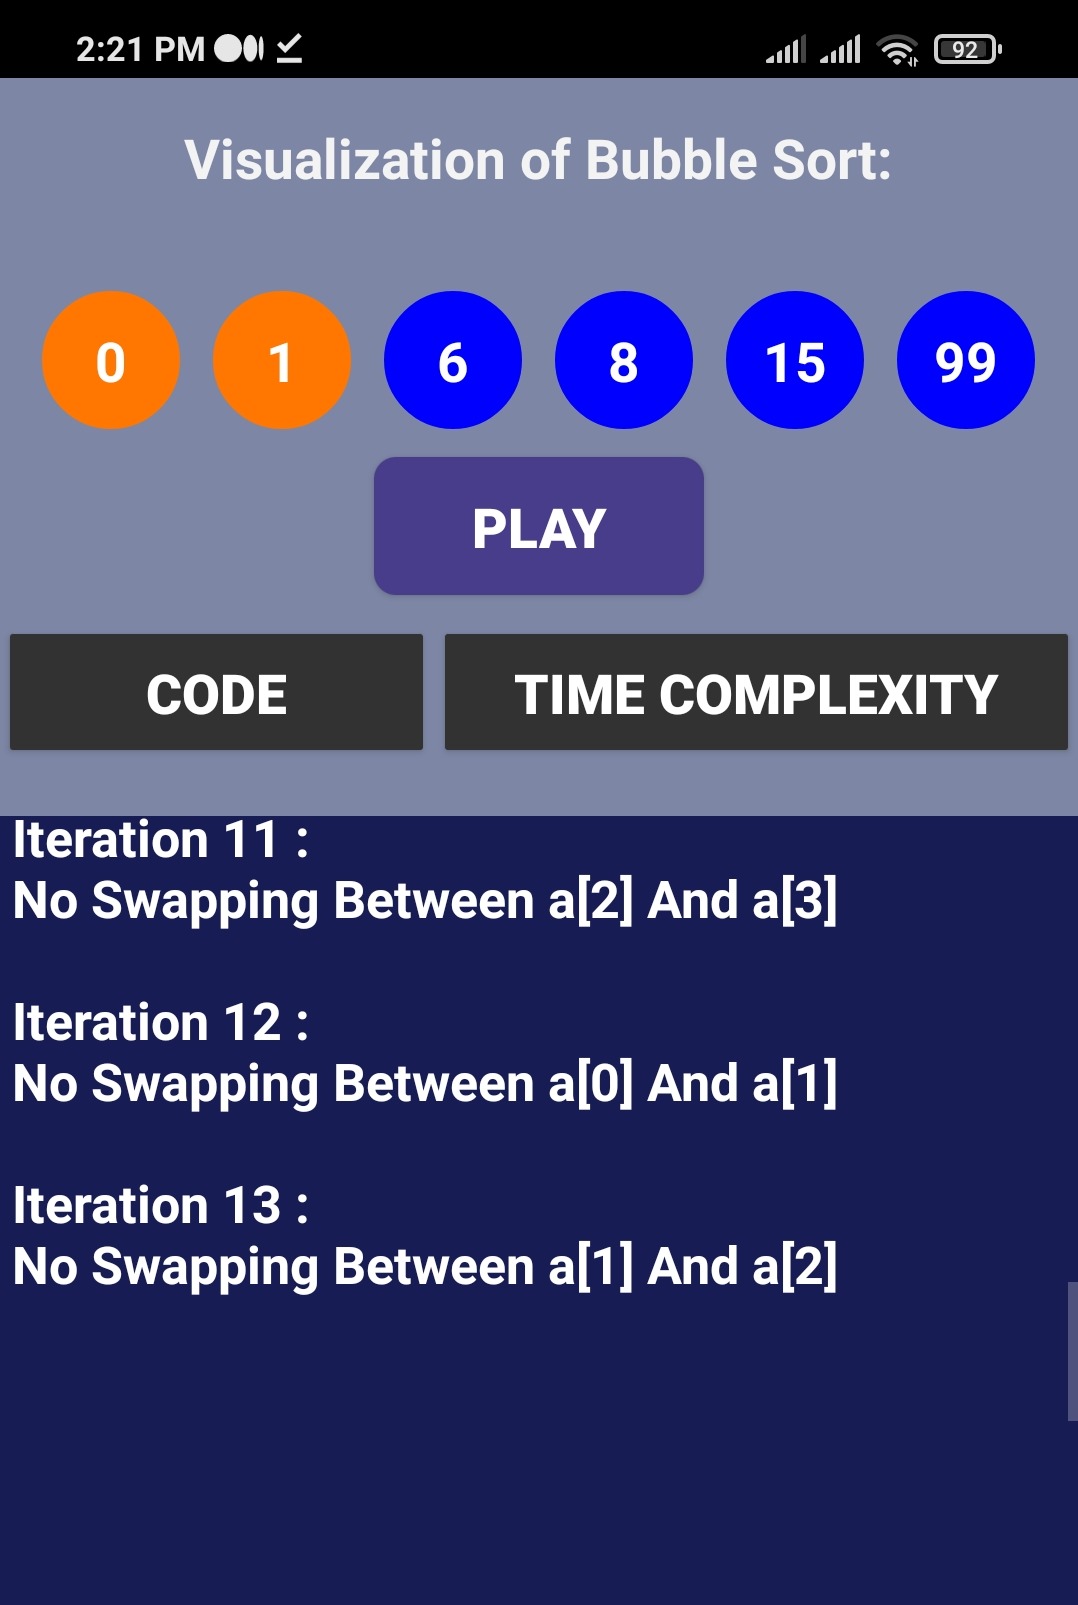 2:21 PM
92
Visualization of Bubble Sort:
0 1 6 8 15 99
PLAY
CODE TIME COMPLEXITY
Iteration 11 :
No Swapping Between a[2] And a[3]
Iteration 12 :
No Swapping Between a[0] And a[1]
Iteration 13 :
No Swapping Between a[1] And a[2]